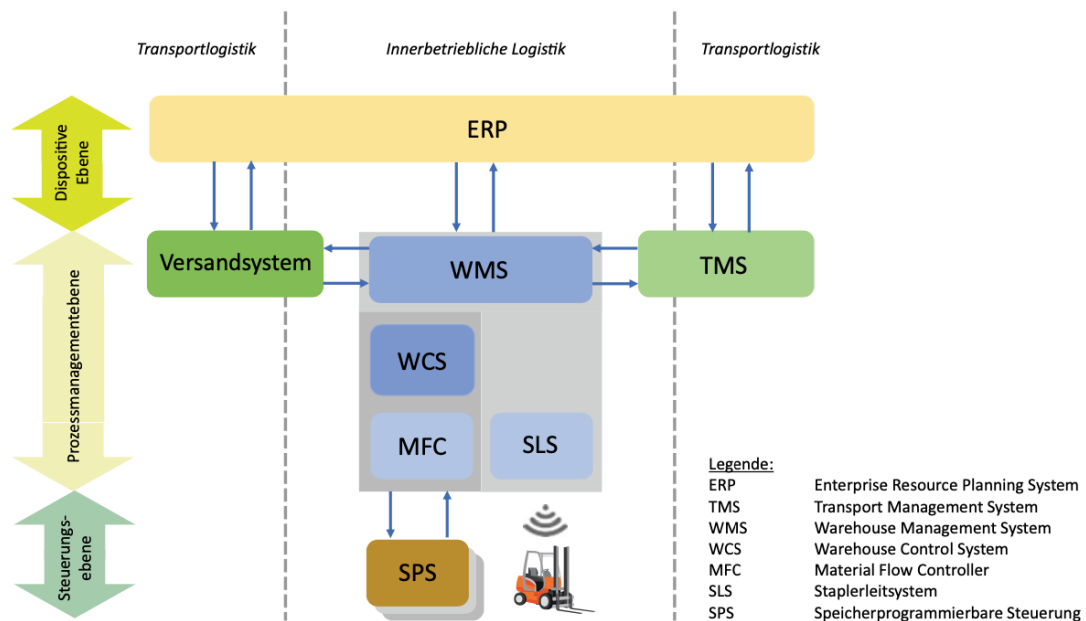 Transportlogistik
Innerbetriebliche Logistik
Transportlogistik
Dispositive
Ebene
ERP
Prozessmanagementebene
Versandsystem
WMS
TMS
WCS
MFC
SLS
Steuerungs-
ebene
SPS
Legende:
ERP Enterprise Resource Planning System
TMS Transport Management System
WMS Warehouse Management System
WCS Warehouse Control System
MFC Material Flow Controller
SLS Staplerleitsystem
SPS Speicherprogrammierbare Steuerung